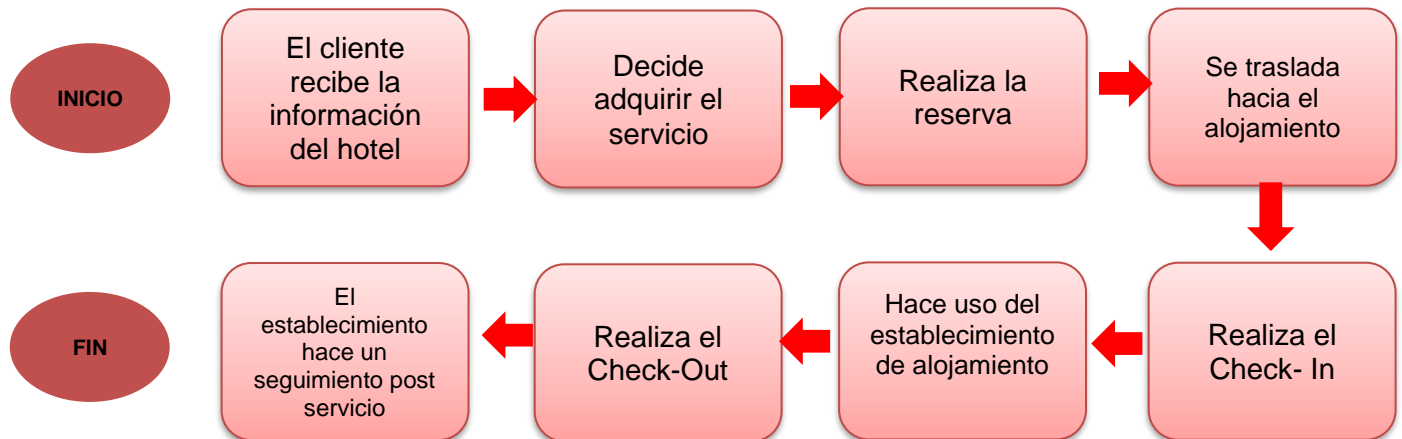 INICIO
El cliente
recibe la
información
del hotel
Decide
adquirir el
servicio
Realiza la
reserva
Se traslada
hacia el
alojamiento
FIN
El
establecimiento
hace un
seguimiento post
servicio
Realiza el
Check-Out
Hace uso del
establecimiento
de alojamiento
Realiza el
Check- In